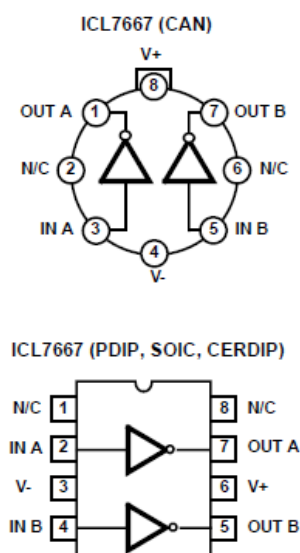 ICL7667 (CAN)
V+
8
OUT A 1 7 OUT B
N/C 2 6 N/C
IN A 3 5 IN B
4
V-
ICL7667 (PDIP, SOIC, CERDIP)
N/C 1 8 N/C
IN A 2 7 OUT A
V- 3 6 V+
IN B 4 5 OUT B